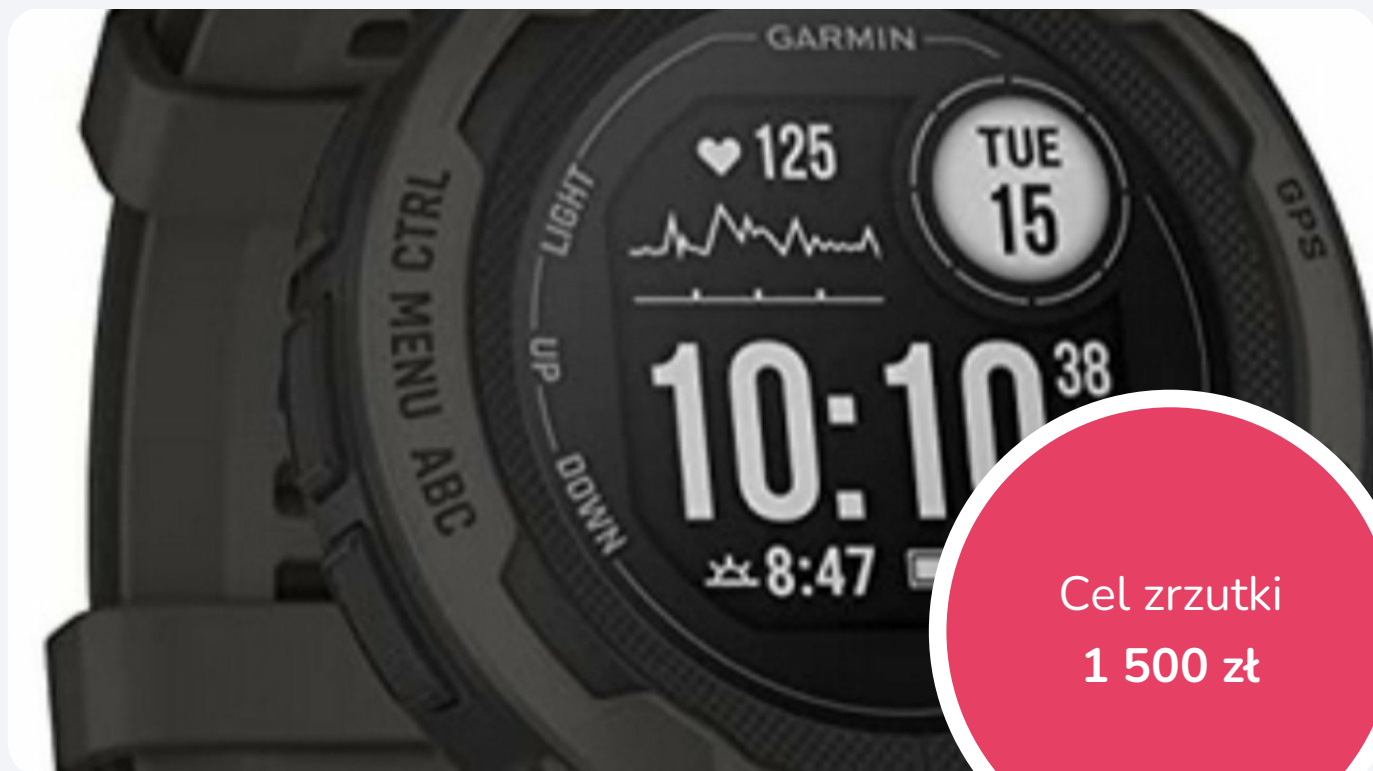 GARMIN
125
TUE
15
LIGHT
CTRL
GPS
MENU
UP
10:10
38
ABC
DOWN
8:47
Cel zrzutki
1 500 zł